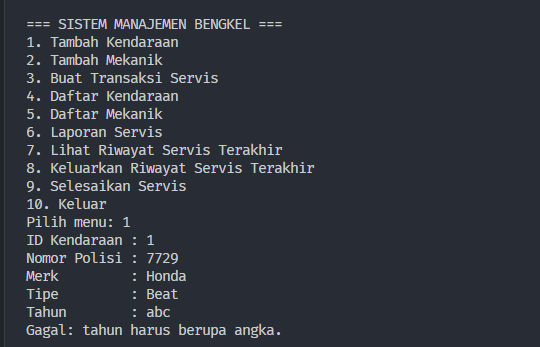 === SISTEM MANAJEMEN BENGKEL ===
1. Tambah Kendaraan
2. Tambah Mekanik
3. Buat Transaksi Servis
4. Daftar Kendaraan
5. Daftar Mekanik
6. Laporan Servis
7. Lihat Riwayat Servis Terakhir
8. Keluarkan Riwayat Servis Terakhir
9. Selesaikan Servis
10. Keluar
Pilih menu: 1
ID Kendaraan : 1
Nomor Polisi : 7729
Merk         : Honda
Tipe         : Beat
Tahun        : abc
Gagal: tahun harus berupa angka.